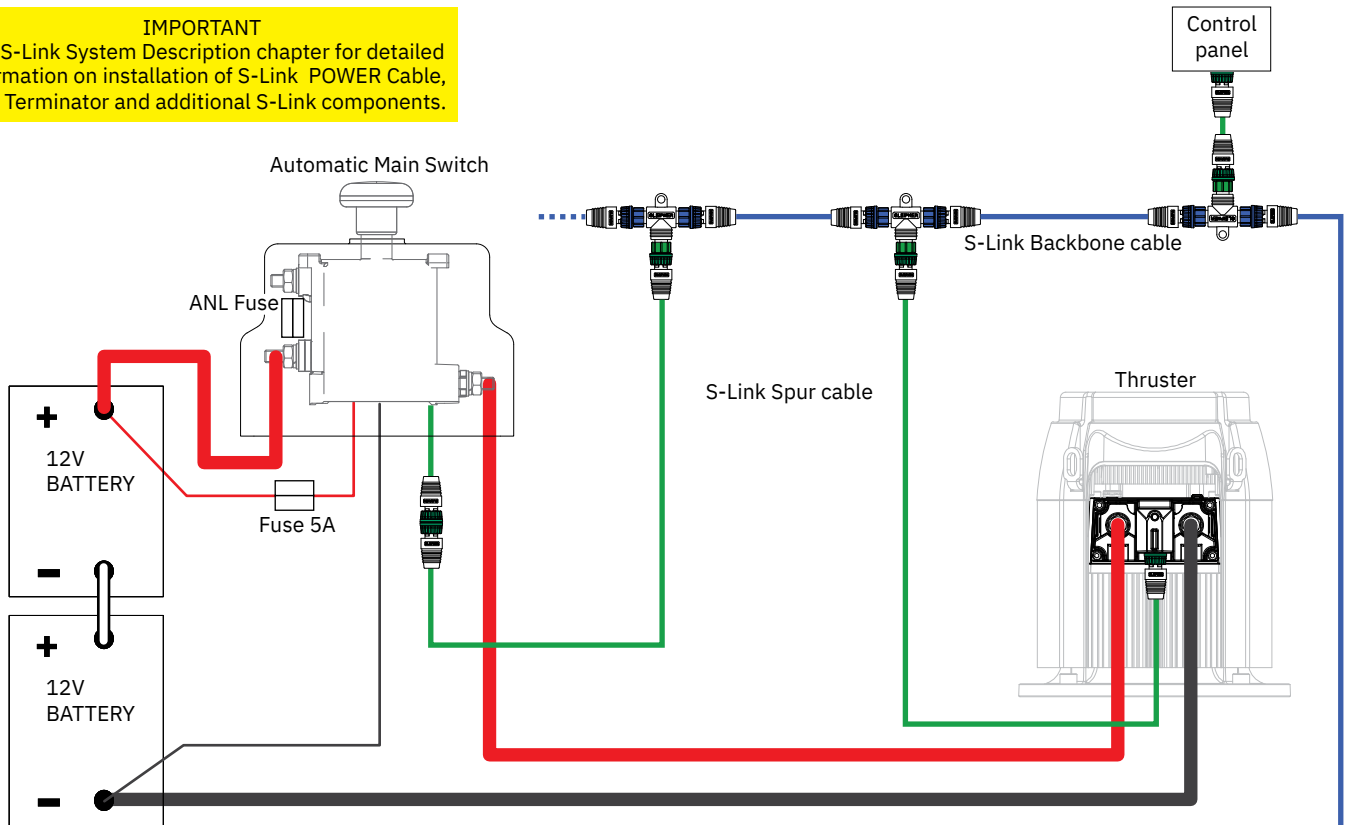 IMPORTANT
S-Link System Description chapter for detailed
rmation on installation of S-Link POWER Cable,
Terminator and additional S-Link components.
Control
panel
Automatic Main Switch
S-Link Backbone cable
ANL Fuse
S-Link Spur cable
Thruster
+
12V
BATTERY
Fuse 5A
-
+
12V
BATTERY
-